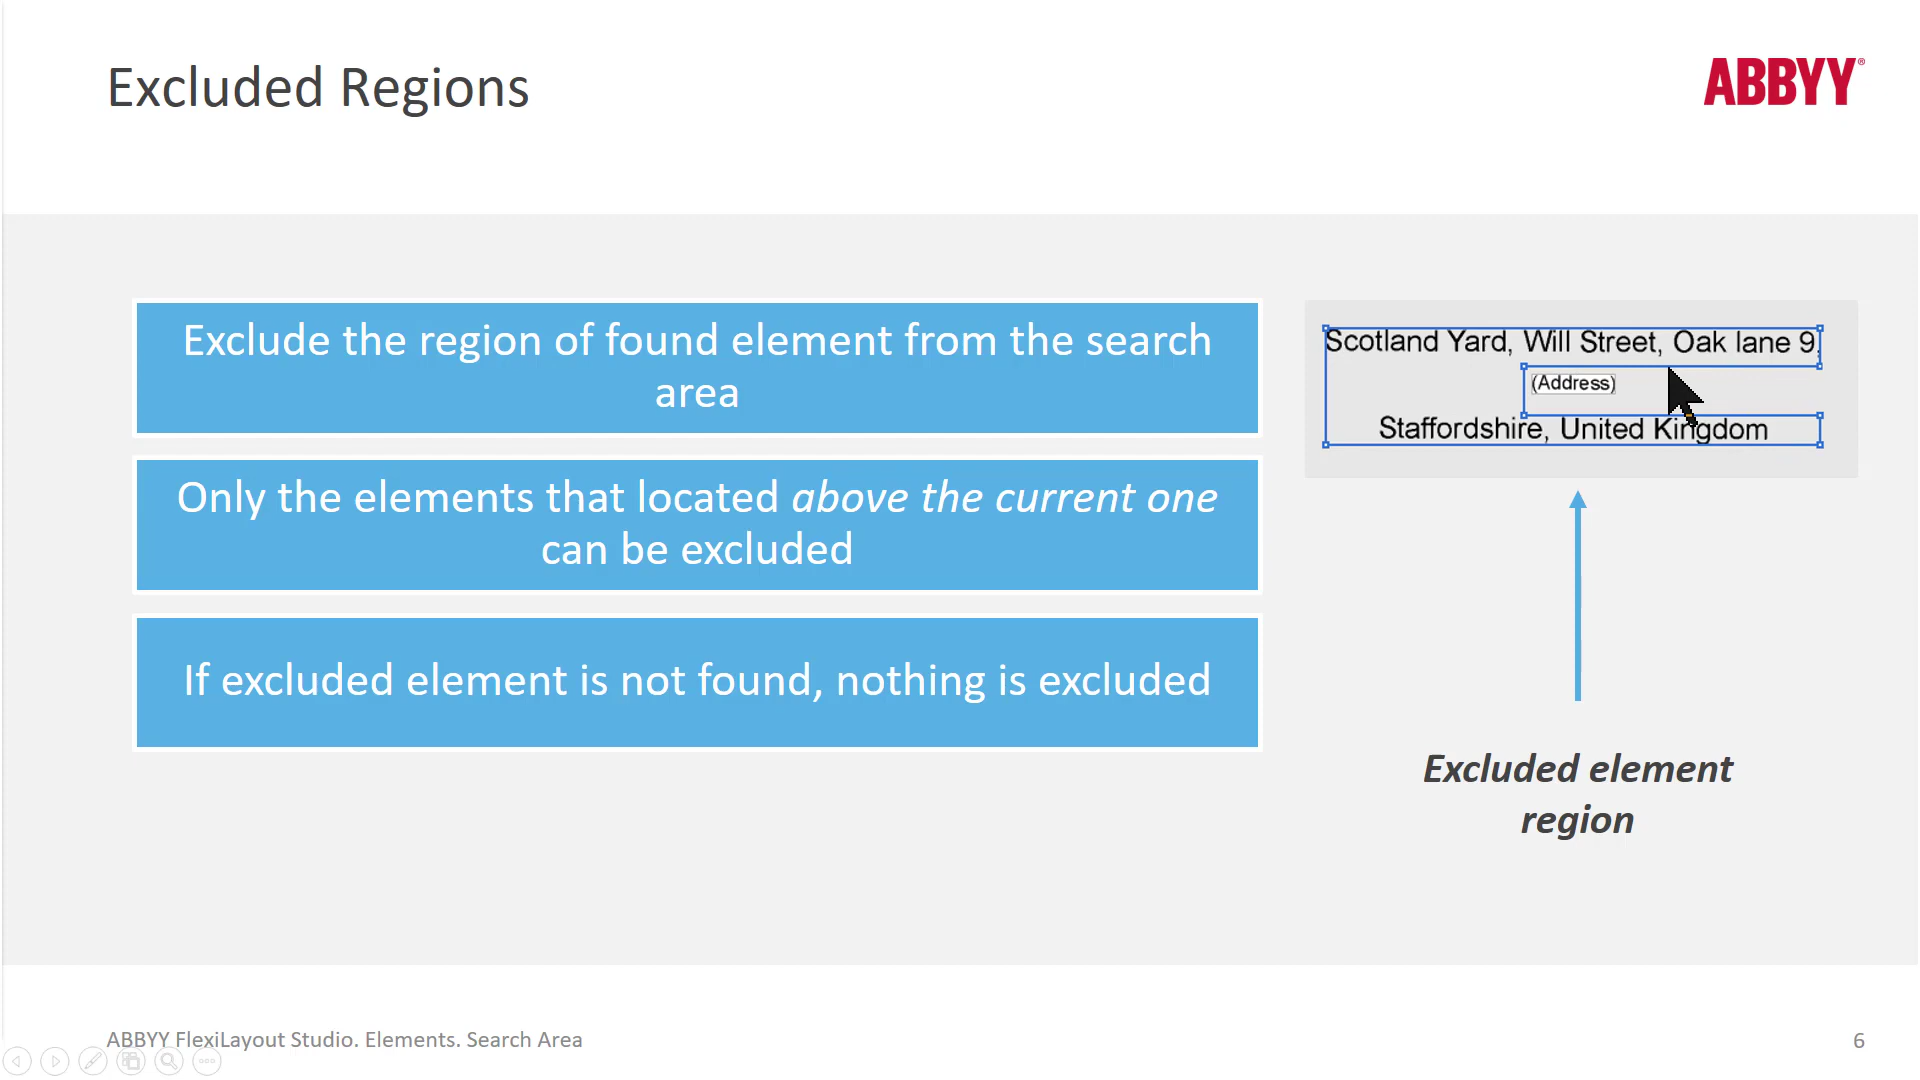 Excluded Regions
ABBYY®
Exclude the region of found element from the search
area
Only the elements that located above the current one
can be excluded
If excluded element is not found, nothing is excluded
Scotland Yard, Will Street, Oak lane 9,
(Address)
Staffordshire, United Kingdom
Excluded element
region
ABBYY FlexiLayout Studio. Elements. Search Area
6